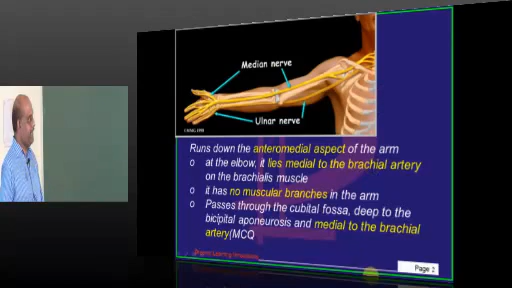 Median nerve
Ulnar nerve
Runs down the anteromedial aspect of the arm
o at the elbow, it lies medial to the brachial artery
on the brachialis muscle
o it has no muscular branches in the arm
o Passes through the cubital fossa, deep to the
bicipital aponeurosis and medial to the brachial
artery(MCQ
Page 2